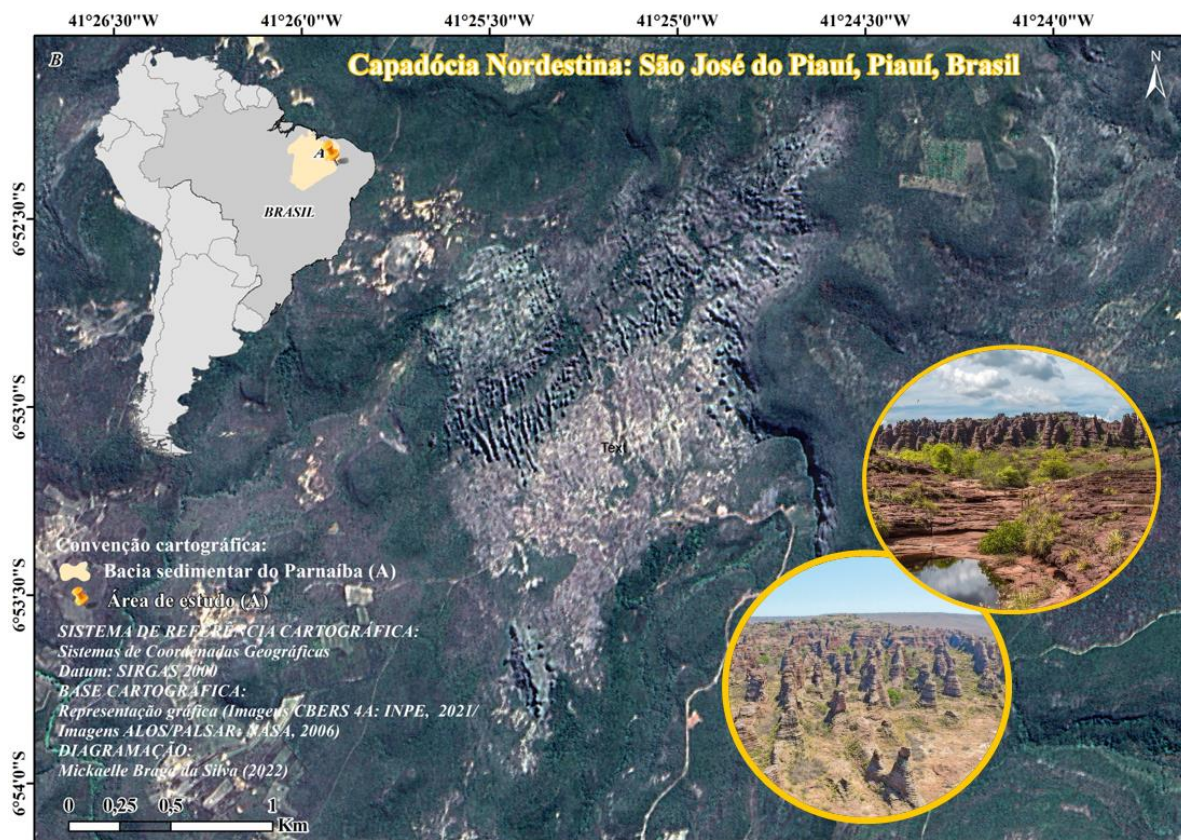 41°26'30"W 41°26'0"W 41°25'30"W 41°25'0"W 41°24'30"W 41°24'0"W
B
Capadócia Nordestina: São José do Piauí, Piauí, Brasil
N
A
BRASIL
6°52'30"S
6°53'0"S
6°53'30"S
6°54'0"S
Text
Convenção cartográfica:
Bacia sedimentar do Parnaíba (A)
Área de estudo (A)
SISTEMA DE REFERÊNCIA CARTOGRÁFICA:
Sistemas de Coordenadas Geográficas
Datum: SIRGAS 2000
BASE CARTOGRÁFICA:
Representação gráfica (Imagens CBERS 4A: INPE, 2021/
Imagens ALOS/PALSAR: NASA, 2006)
DIAGRAMAÇÃO:
Mickaelle Braga da Silva (2022)
0 0,25 0,5 1
Km